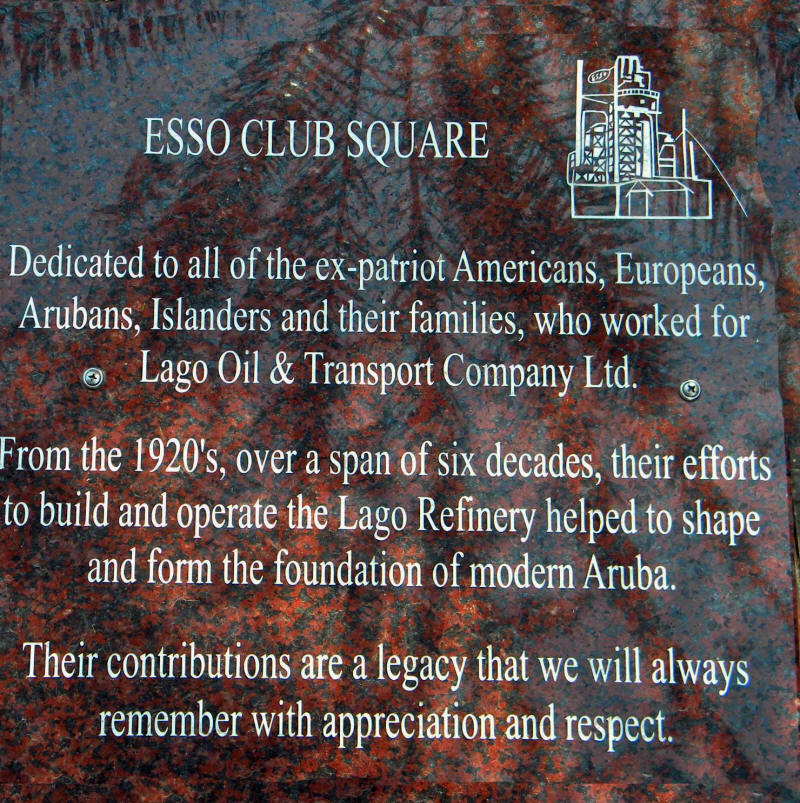 ESSO
ESSO CLUB SQUARE
Dedicated to all of the ex-patriot Americans, Europeans,
Arubans, Islanders and their families, who worked for
Lago Oil & Transport Company Ltd.
From the 1920's, over a span of six decades, their efforts
to build and operate the Lago Refinery helped to shape
and form the foundation of modern Aruba.
Their contributions are a legacy that we will always
remember with appreciation and respect.